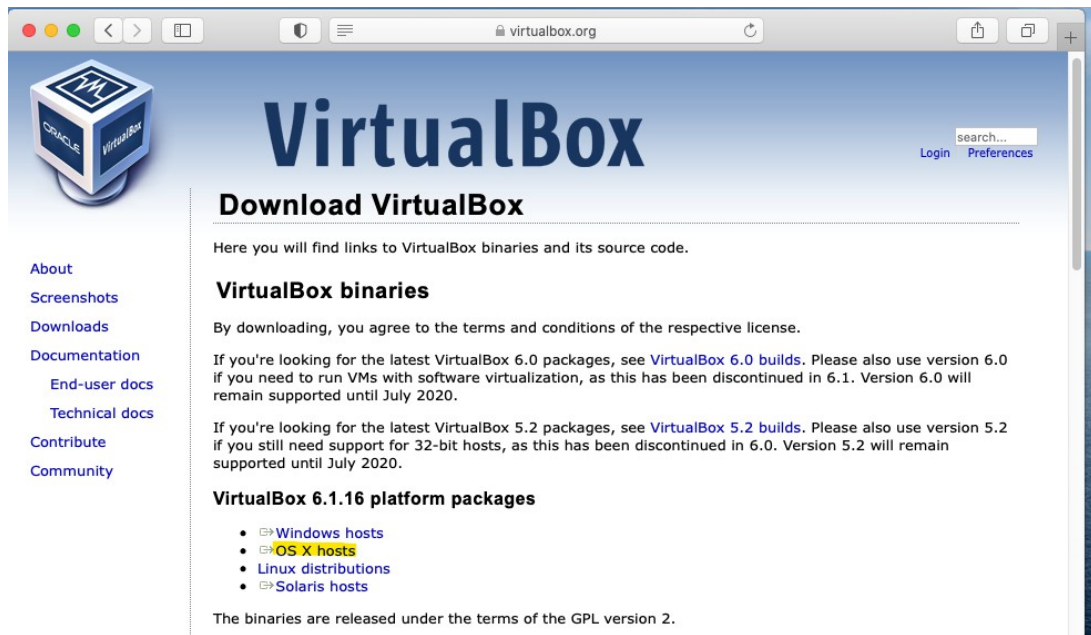 virtualbox.org
ORACLE
VirtualBox
VirtualBox
search...
Login Preferences
Download VirtualBox
Here you will find links to VirtualBox binaries and its source code.
About
Screenshots
Downloads
Documentation
End-user docs
Technical docs
Contribute
Community
VirtualBox binaries
By downloading, you agree to the terms and conditions of the respective license.
If you're looking for the latest VirtualBox 6.0 packages, see VirtualBox 6.0 builds. Please also use version 6.0
if you need to run VMs with software virtualization, as this has been discontinued in 6.1. Version 6.0 will
remain supported until July 2020.
If you're looking for the latest VirtualBox 5.2 packages, see VirtualBox 5.2 builds. Please also use version 5.2
if you still need support for 32-bit hosts, as this has been discontinued in 6.0. Version 5.2 will remain
supported until July 2020.
VirtualBox 6.1.16 platform packages
• Windows hosts
• OS X hosts
• Linux distributions
• Solaris hosts
The binaries are released under the terms of the GPL version 2.